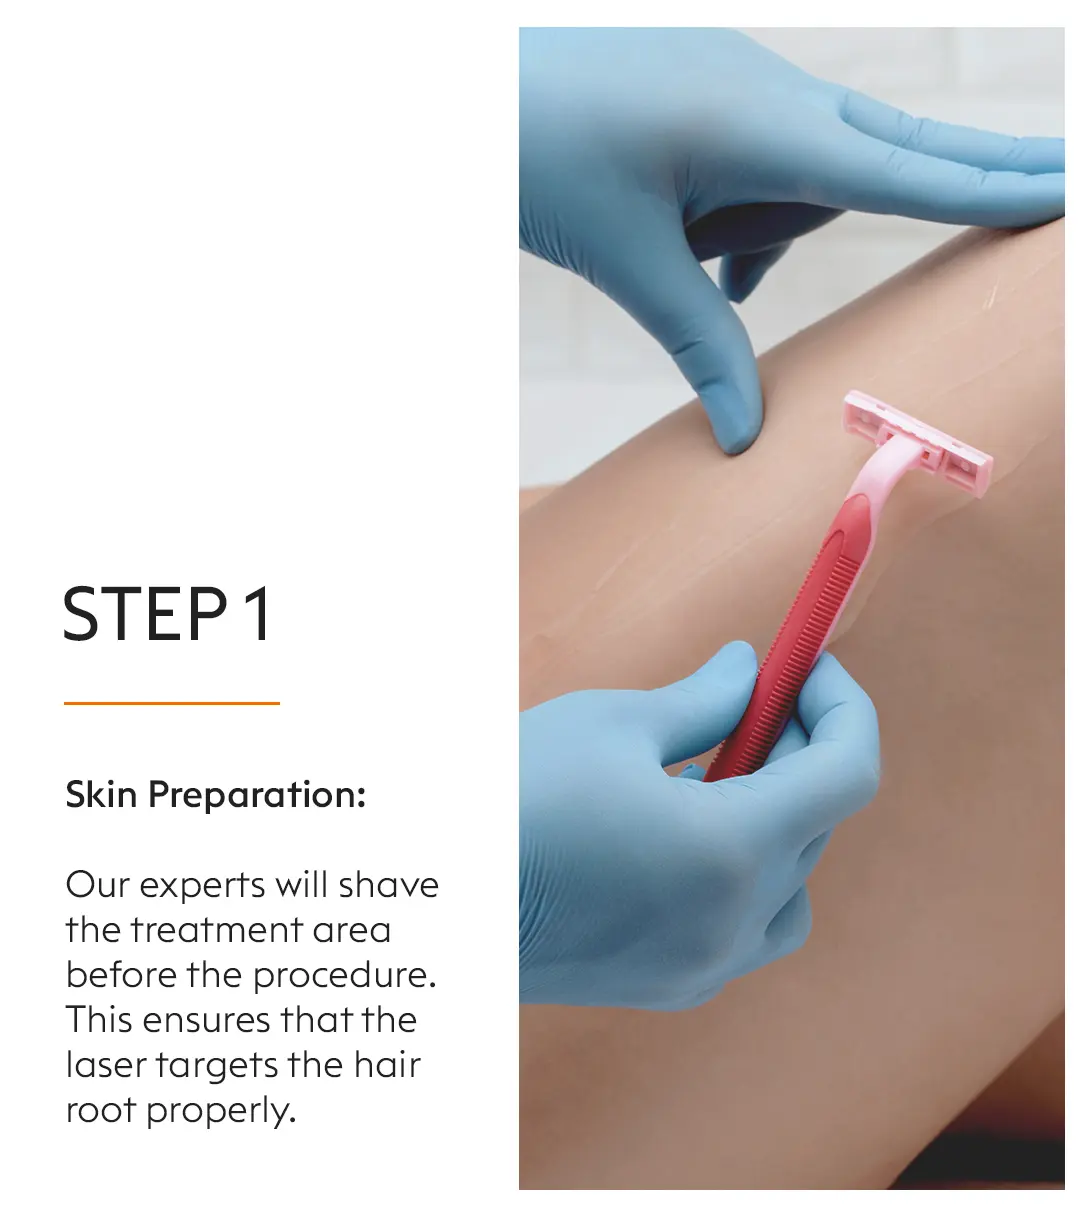 STEP 1
Skin Preparation:
Our experts will shave
the treatment area
before the procedure.
This ensures that the
laser targets the hair
root properly.